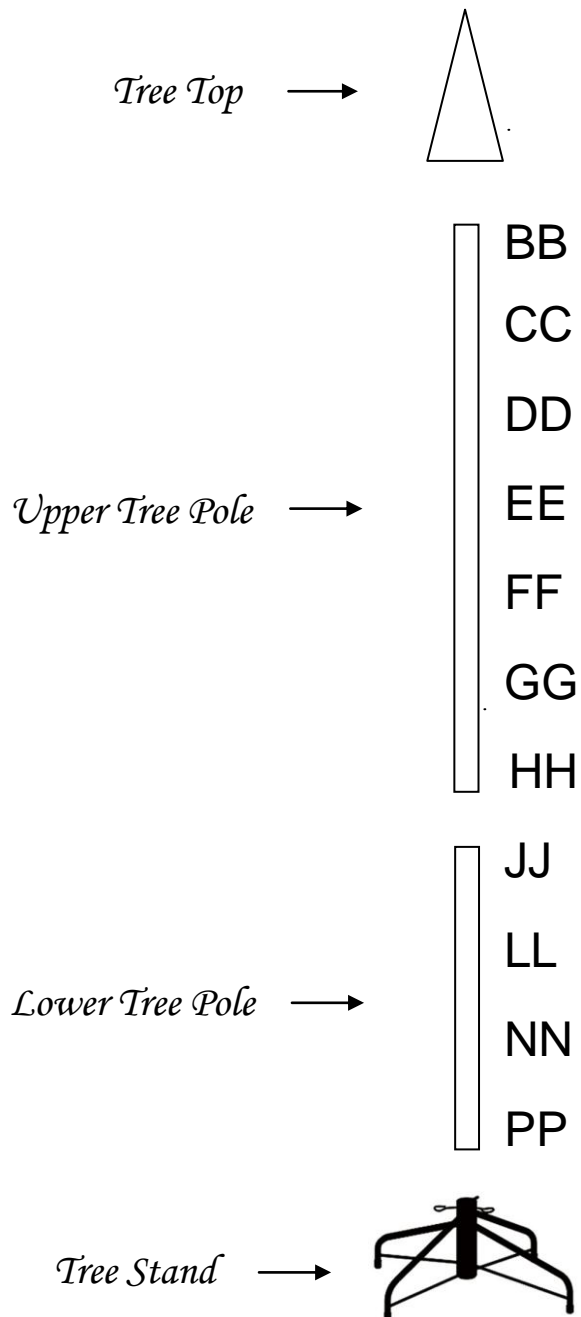 Tree Top
BB
CC
DD
Upper Tree Pole
EE
FF
GG
HH
JJ
LL
Lower Tree Pole
NN
PP
Tree Stand